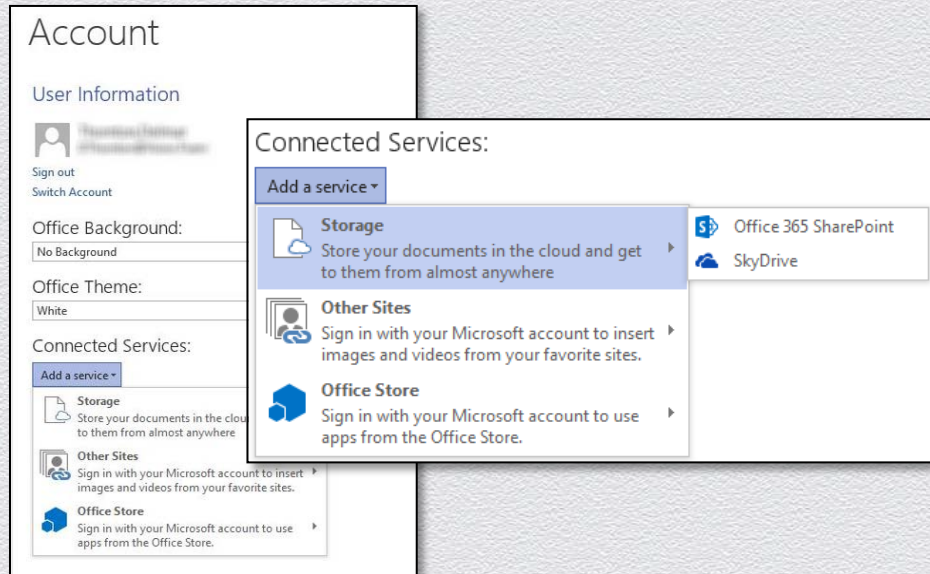 Account
User Information
Sign out
Switch Account
Office Background:
No Background
Office Theme:
White
Connected Services:
Add a service
Storage
Store your documents in the clou
to them from almost anywhere
Other Sites
Sign in with your Microsoft account to insert
images and videos from your favorite sites.
Office Store
Sign in with your Microsoft account to use
apps from the Office Store.
Connected Services:
Add a service
Storage
Store your documents in the cloud and get
to them from almost anywhere
Other Sites
Sign in with your Microsoft account to insert
images and videos from your favorite sites.
Office Store
Sign in with your Microsoft account to use
apps from the Office Store.
Office 365 SharePoint
SkyDrive